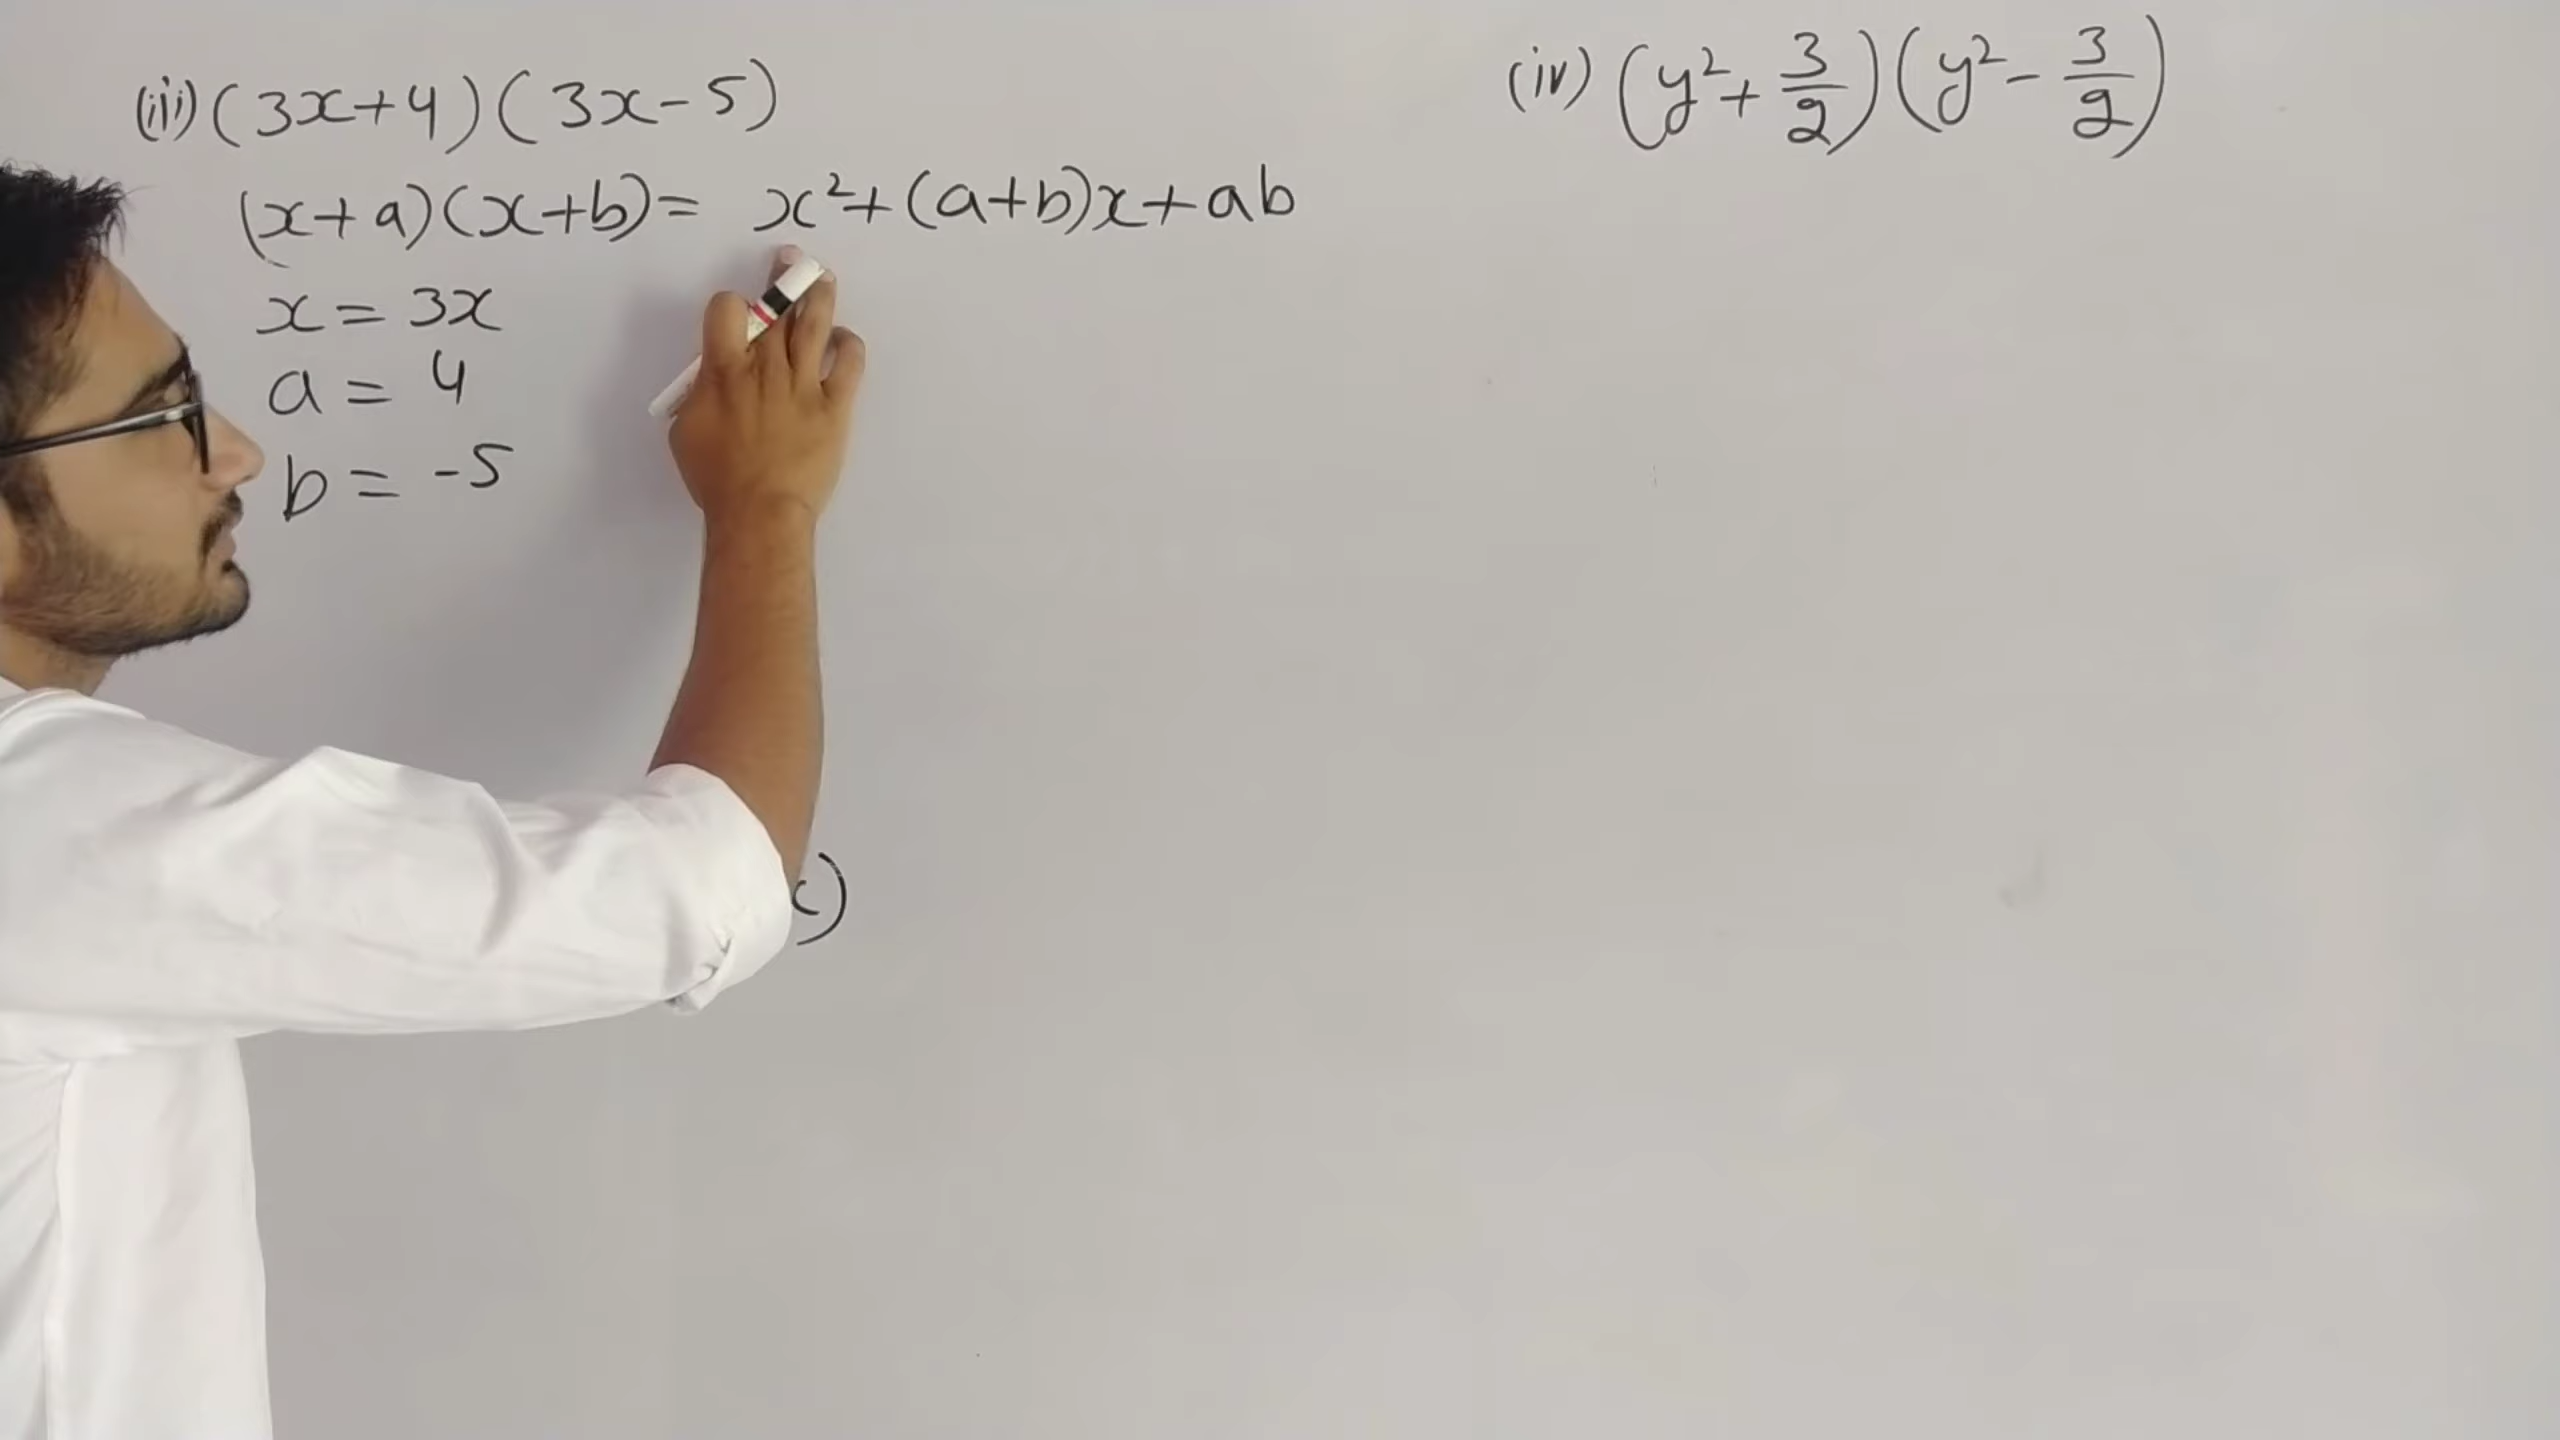 (iii) (3x+4)(3x-5)
(x+a)(x+b)= x²+(a+b)x+ab
x = 3x
a = 4
b = -5
(iv) (y²+3/2)(y²-3/2)